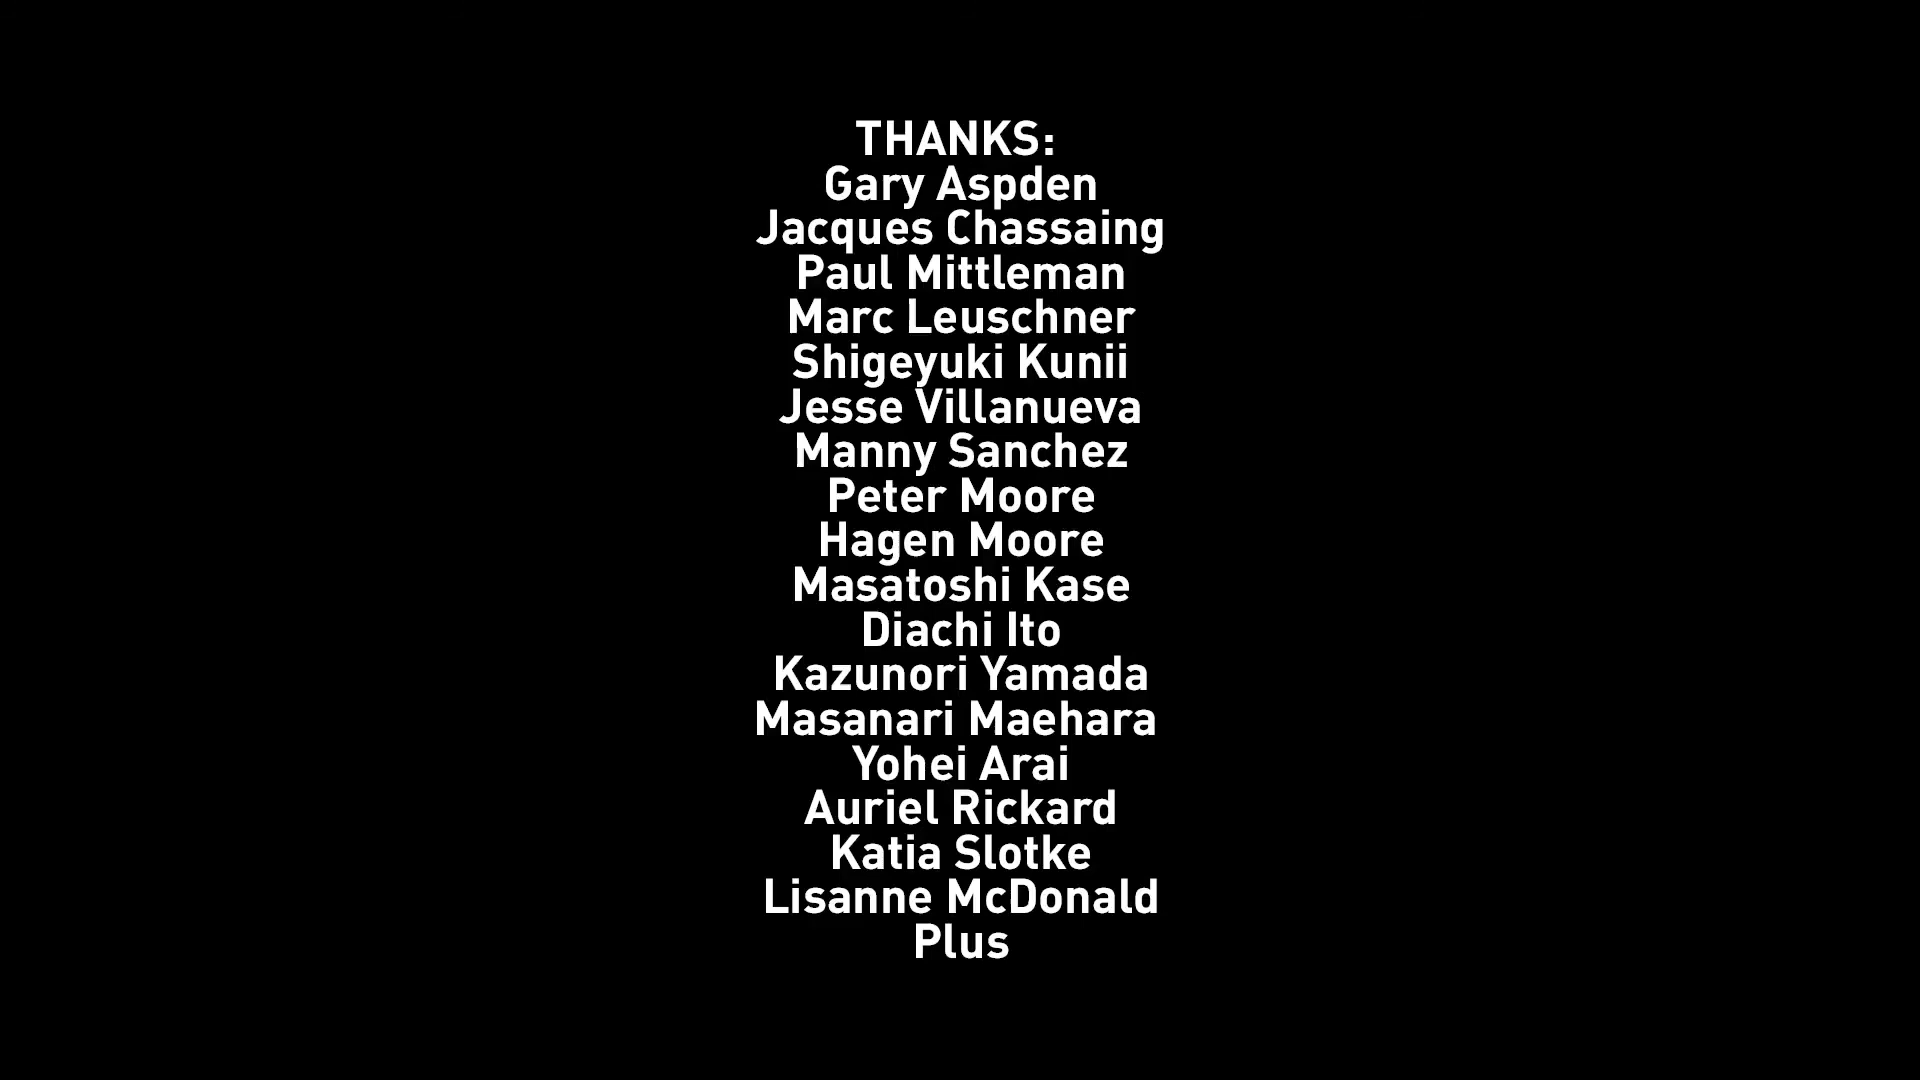 THANKS:
Gary Aspden
Jacques Chassaing
Paul Mittleman
Marc Leuschner
Shigeyuki Kunii
Jesse Villanueva
Manny Sanchez
Peter Moore
Hagen Moore
Masatoshi Kase
Diachi Ito
Kazunori Yamada
Masanari Maehara
Yohei Arai
Auriel Rickard
Katia Slotke
Lisanne McDonald
Plus